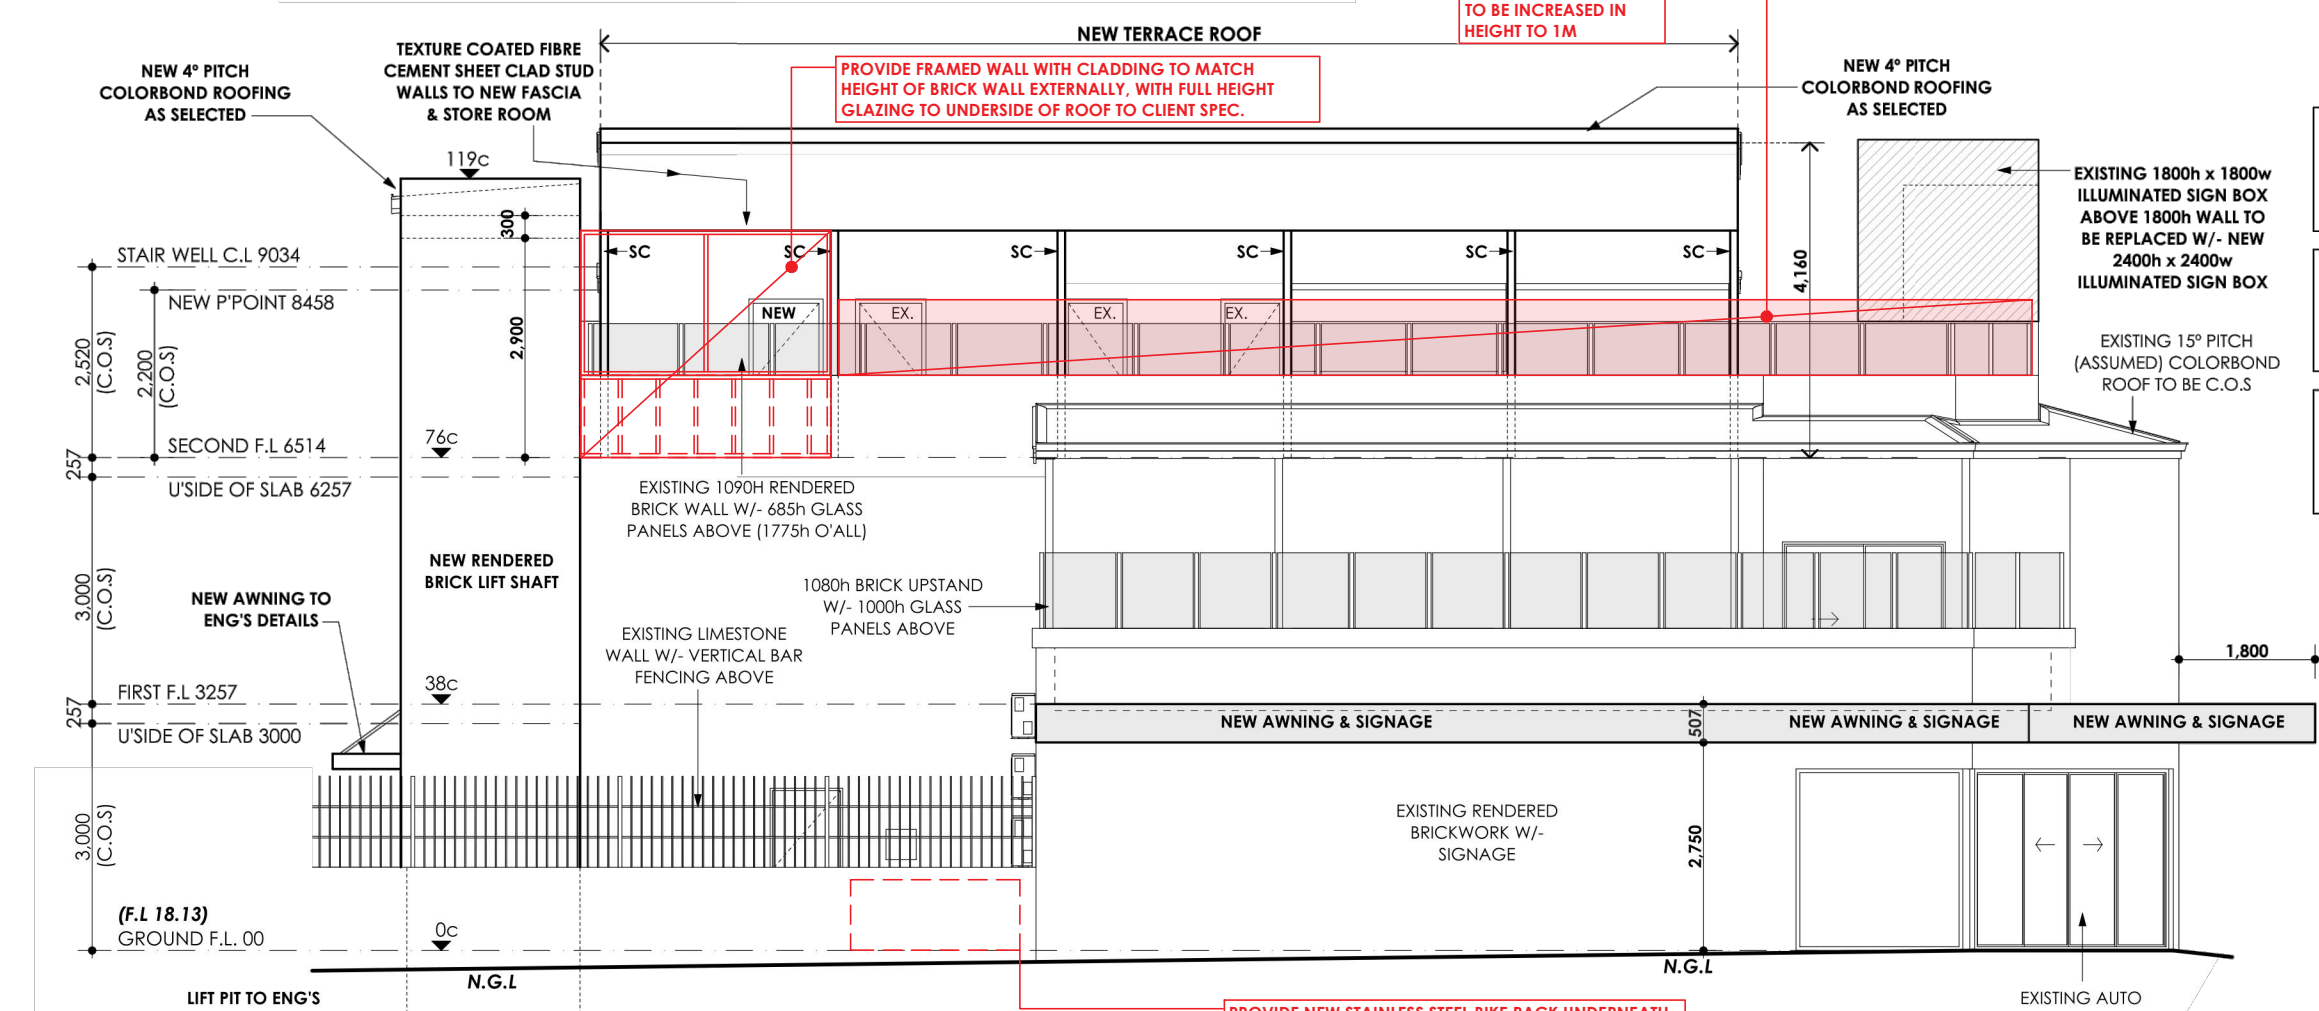 TO BE INCREASED IN
HEIGHT TO 1M
NEW TERRACE ROOF
TEXTURE COATED FIBRE
CEMENT SHEET CLAD STUD
WALLS TO NEW FASCIA
& STORE ROOM
NEW 4º PITCH
COLORBOND ROOFING
AS SELECTED
PROVIDE FRAMED WALL WITH CLADDING TO MATCH
HEIGHT OF BRICK WALL EXTERNALLY, WITH FULL HEIGHT
GLAZING TO UNDERSIDE OF ROOF TO CLIENT SPEC.
NEW 4º PITCH
COLORBOND ROOFING
AS SELECTED
119c
EXISTING 1800h x 1800w
ILLUMINATED SIGN BOX
ABOVE 1800h WALL TO
BE REPLACED W/- NEW
2400h x 2400w
ILLUMINATED SIGN BOX
300
STAIR WELL C.L 9034
SC
SC
SC
SC
SC
SC
4,160
NEW P'POINT 8458
NEW
EX.
EX.
EX.
2,520
(C.O.S)
2,200
(C.O.S)
2,900
EXISTING 15º PITCH
(ASSUMED) COLORBOND
ROOF TO BE C.O.S
76c
SECOND F.L 6514
257
U'SIDE OF SLAB 6257
EXISTING 1090H RENDERED
BRICK WALL W/- 685h GLASS
PANELS ABOVE (1775h O'ALL)
NEW RENDERED
BRICK LIFT SHAFT
3,000
(C.O.S)
NEW AWNING TO
ENG'S DETAILS
1080h BRICK UPSTAND
W/- 1000h GLASS
PANELS ABOVE
EXISTING LIMESTONE
WALL W/- VERTICAL BAR
FENCING ABOVE
1,800
38c
FIRST F.L 3257
257
U'SIDE OF SLAB 3000
NEW AWNING & SIGNAGE
507
NEW AWNING & SIGNAGE
NEW AWNING & SIGNAGE
3,000
(C.O.S)
EXISTING RENDERED
BRICKWORK W/-
SIGNAGE
2,750
(F.L 18.13)
GROUND F.L. 00
0c
N.G.L
N.G.L
LIFT PIT TO ENG'S
EXISTING AUTO
PROVIDE NEW STAINLESS STEEL BIKE RACK UNDERNEATH